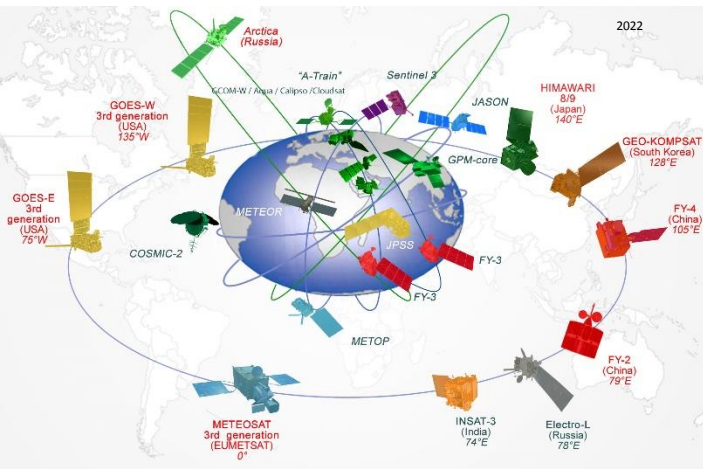 2022
Arctica
(Russia)
"A-Train"
GCOM-W / Aqua / Calipso /Cloudsat
Sentinel 3
JASON
HIMAWARI
8/9
(Japan)
140°E
GOES-W
3rd generation
(USA)
135°W
GEO-KOMPSAT
(South Korea)
128°E
GPM-core
GOES-E
3rd
generation
(USA)
75°W
FY-4
(China)
105°E
METEOR
COSMIC-2
JPSS
FY-3
FY-3
METOP
FY-2
(China)
79°E
METEOSAT
3rd generation
(EUMETSAT)
0°
INSAT-3
(India)
74°E
Electro-L
(Russia)
78°E